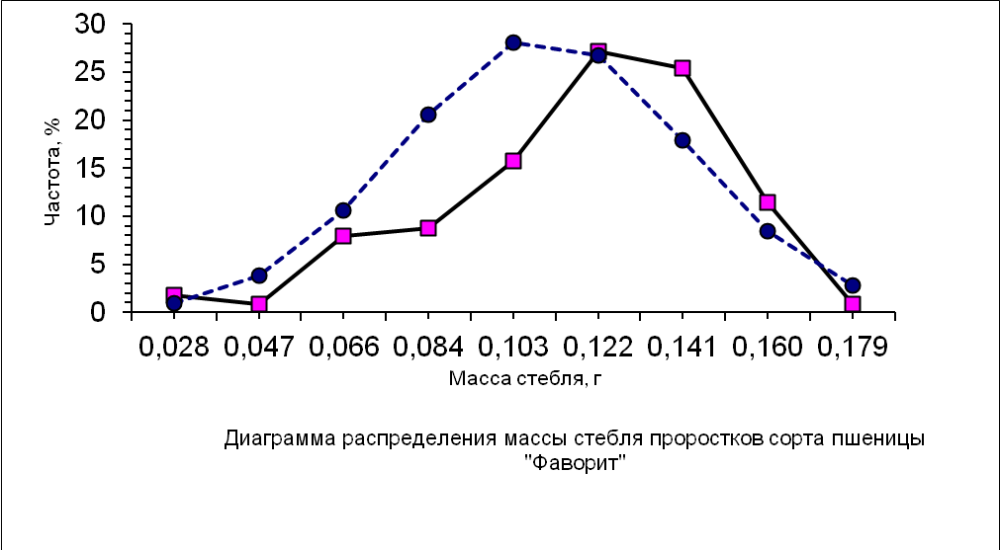 30
25
20
15
10
5
0
Частота, %
0,028 0,047 0,066 0,084 0,103 0,122 0,141 0,160 0,179
Масса стебля, г
Диаграмма распределения массы стебля проростков сорта пшеницы
"Фаворит"